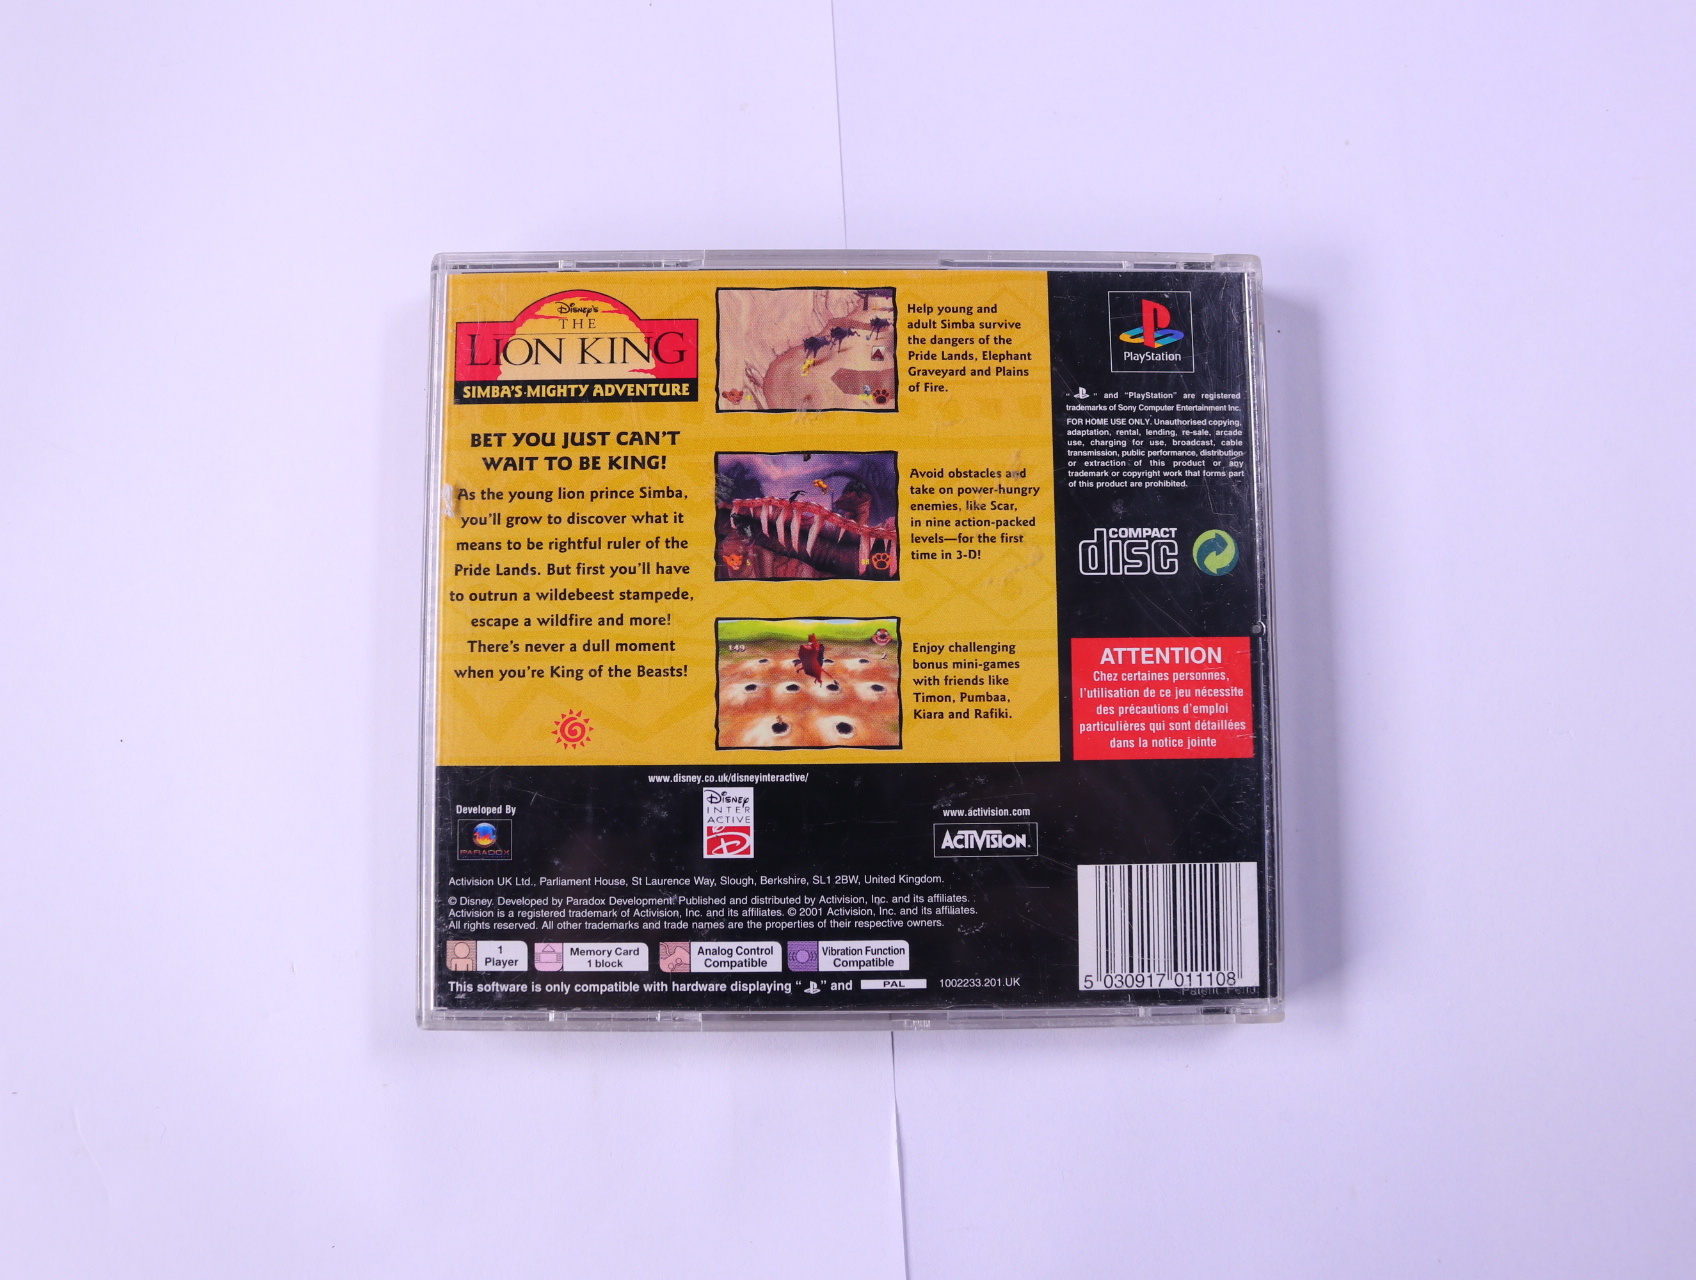 Disney's
THE
LION KING
SIMBA'S MIGHTY ADVENTURE
BET YOU JUST CAN'T
WAIT TO BE KING!
As the young lion prince Simba,
you'll grow to discover what it
means to be rightful ruler of the
Pride Lands. But first you'll have
to outrun a wildebeest stampede,
escape a wildfire and more!
There's never a dull moment
when you're King of the Beasts!
Help young and
adult Simba survive
the dangers of the
Pride Lands, Elephant
Graveyard and Plains
of Fire.
Avoid obstacles and
take on power-hungry
enemies, like Scar,
in nine action-packed
levels—for the first
time in 3-D!
149
Enjoy challenging
bonus mini-games
with friends like
Timon, Pumbaa,
Kiara and Rafiki.
PlayStation
" " and "PlayStation" are registered
trademarks of Sony Computer Entertainment Inc.
FOR HOME USE ONLY. Unauthorised copying,
adaptation, rental, lending, re-sale, arcade
use, charging for use, broadcast, cable
transmission, public performance, distribution
or extraction of this product or any
trademark or copyright work that forms part
of this product are prohibited.
COMPACT
disc
ATTENTION
Chez certaines personnes,
l'utilisation de ce jeu nécessite
des précautions d'emploi
particulières qui sont détaillées
dans la notice jointe
www.disney.co.uk/disneyinteractive/
Developed By
PARADOX
Disney
INTER
ACTIVE
D
www.activision.com
ACTIVISION.
Activision UK Ltd., Parliament House, St Laurence Way, Slough, Berkshire, SL1 2BW, United Kingdom.
© Disney. Developed by Paradox Development. Published and distributed by Activision, Inc. and its affiliates.
Activision is a registered trademark of Activision, Inc. and its affiliates. © 2001 Activision, Inc. and its affiliates.
All rights reserved. All other trademarks and trade names are the properties of their respective owners.
1
Player
Memory Card
1 block
Analog Control
Compatible
Vibration Function
Compatible
This software is only compatible with hardware displaying " " and PAL
1002233.201.UK
5 030917 011108